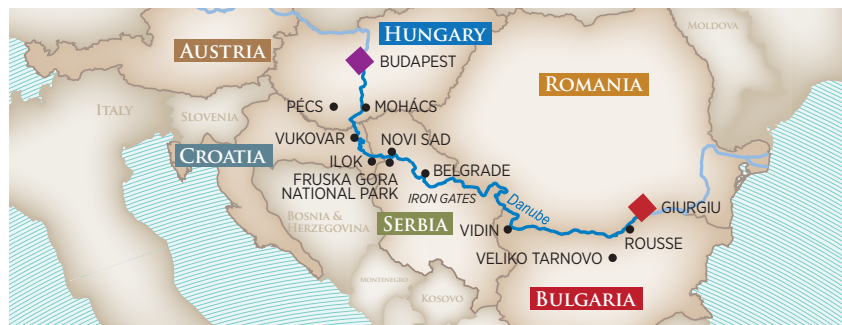 MOLDOVA
HUNGARY
AUSTRIA
BUDAPEST
ROMANIA
ITALY
PÉCS
MOHÁCS
SLOVENIA
VUKOVAR
NOVI SAD
CROATIA
ILOK
BELGRADE
FRUSKA GORA
NATIONAL PARK
IRON GATES
Danube
GIURGIU
BOSNIA &
HERZEGOVINA
SERBIA
VIDIN
ROUSSE
VELIKO TARNOVO
MONTENEGRO
KOSOVO
BULGARIA